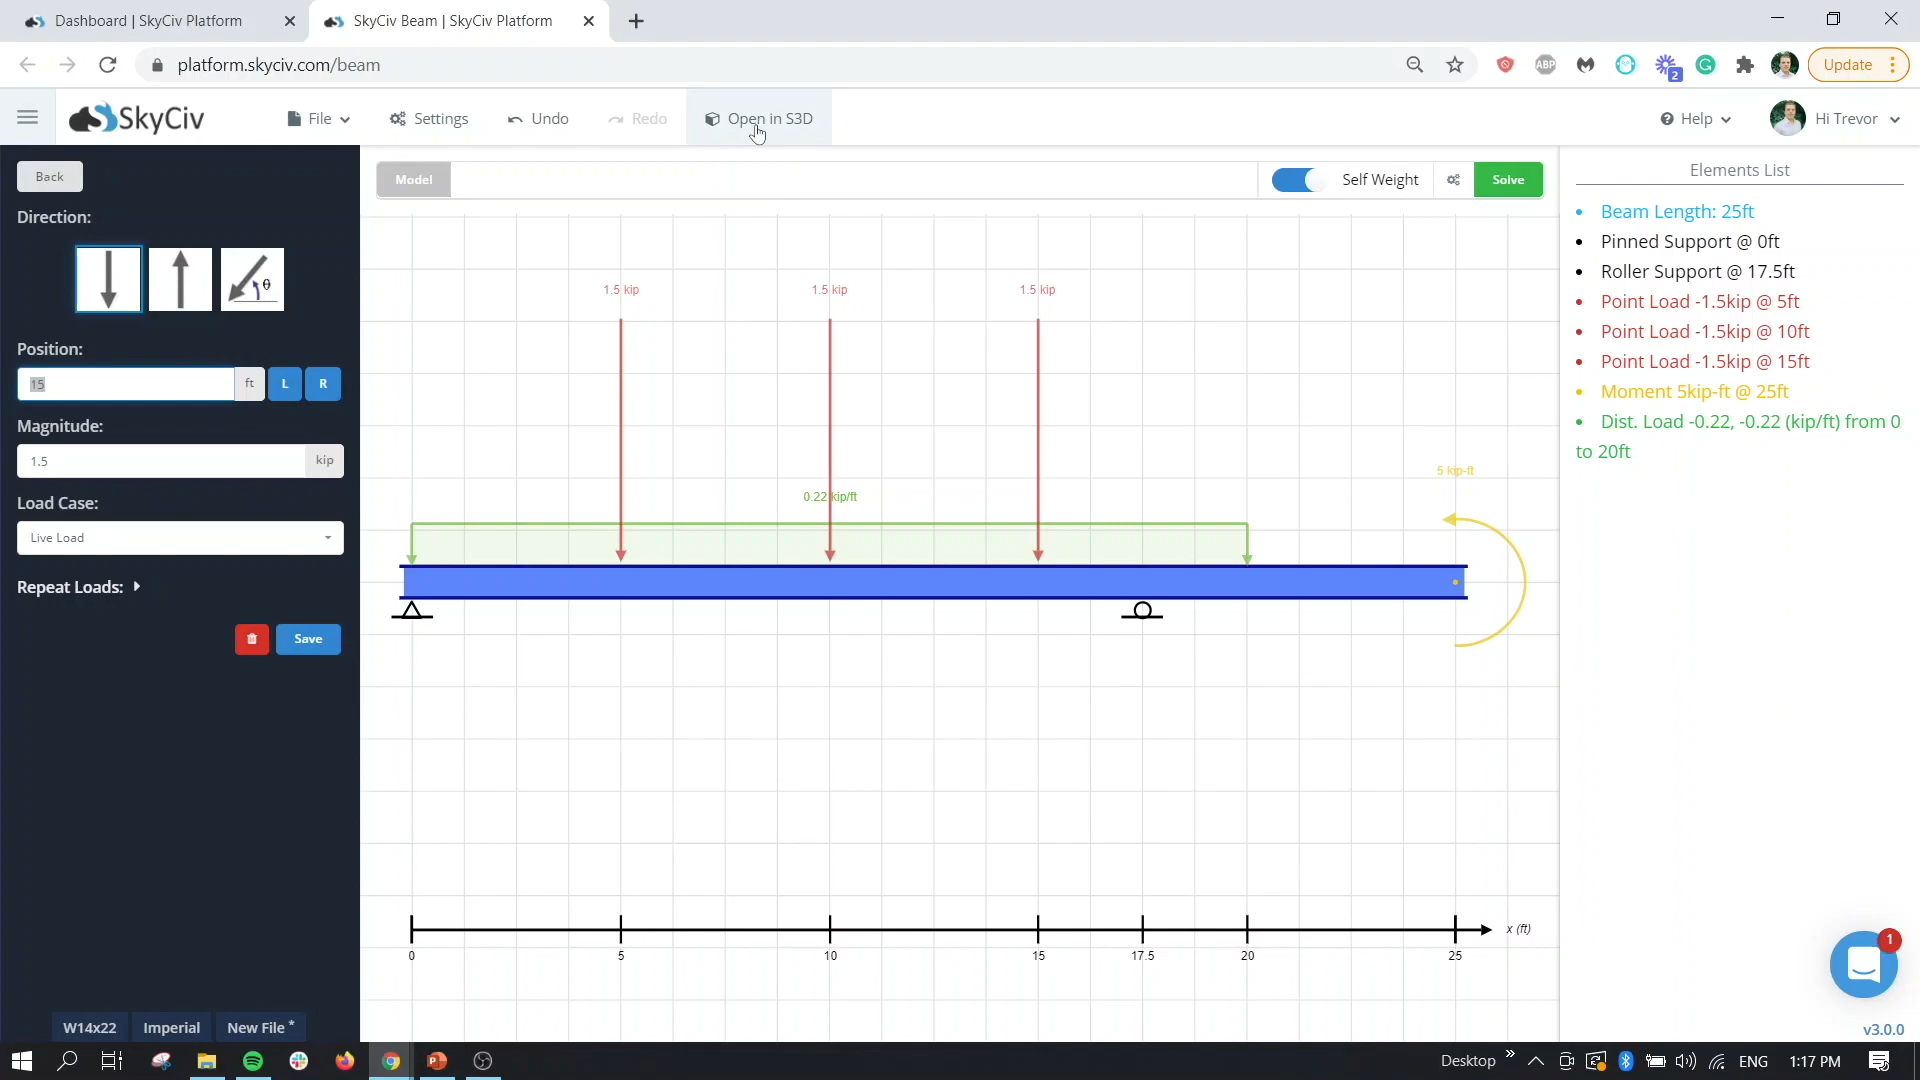 Dashboard | SkyCiv Platform
SkyCiv Beam | SkyCiv Platform
platform.skyciv.com/beam
ABP
2
Update
SkyCiv
File
Settings
Undo
Redo
Open in S3D
Help
Hi Trevor
Back
Direction:
θ
Position:
15
ft
L
R
Magnitude:
1.5
kip
Load Case:
Live Load
Repeat Loads:
Save
W14x22
Imperial
New File *
Model
Self Weight
Solve
1.5 kip
1.5 kip
1.5 kip
0.22 kip/ft
5 kip-ft
x (ft)
0
5
10
15
17.5
20
25
Elements List
Beam Length: 25ft
Pinned Support @ 0ft
Roller Support @ 17.5ft
Point Load -1.5kip @ 5ft
Point Load -1.5kip @ 10ft
Point Load -1.5kip @ 15ft
Moment 5kip-ft @ 25ft
Dist. Load -0.22, -0.22 (kip/ft) from 0
to 20ft
1
v3.0.0
Desktop
ENG
1:17 PM